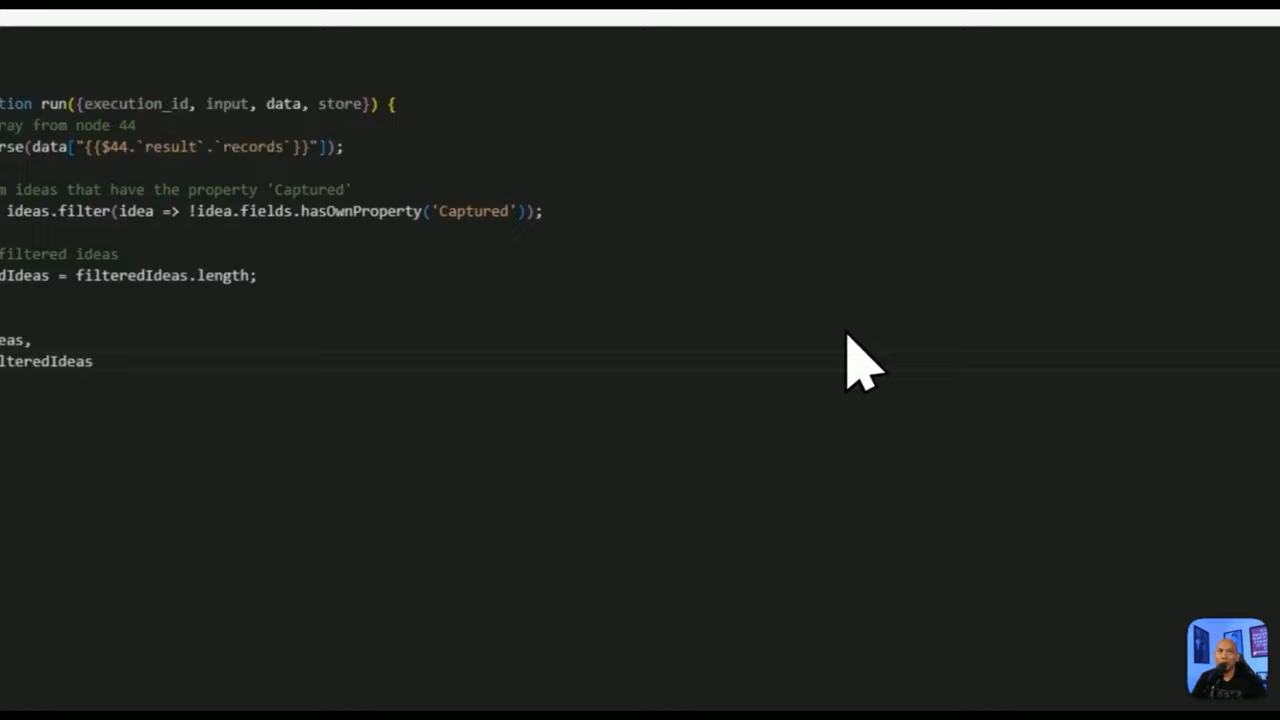 tion run({execution_id, input, data, store}) {
ray from node 44
rse(data["{{$44.`result`.`records`}}"]);
m ideas that have the property 'Captured'
ideas.filter(idea => !idea.fields.hasOwnProperty('Captured'));
filtered ideas
dIdeas = filteredIdeas.length;
eas,
lteredIdeas